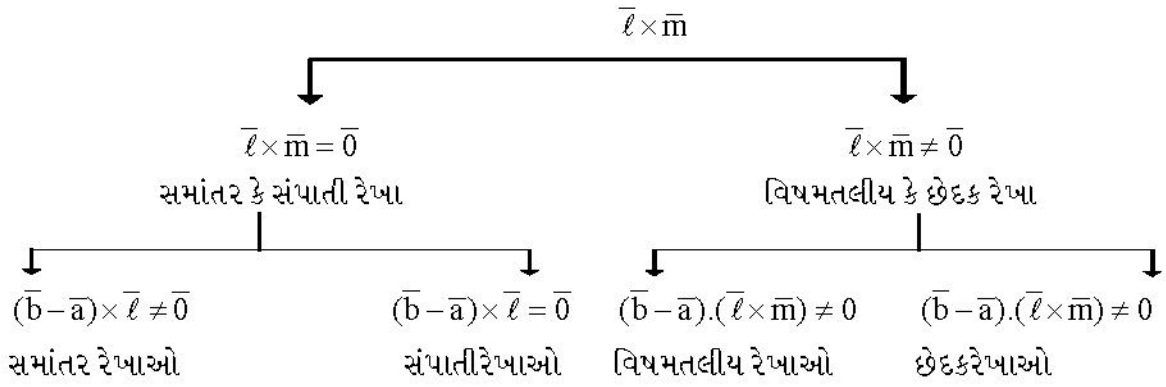 ℓ̅ × m̅
ℓ̅ × m̅ = 0̅
સમાંતર કે સંપાતી રેખા
ℓ̅ × m̅ ≠ 0̅
વિષમતલીય કે છેદક રેખા
(b̅ – a̅) × ℓ̅ ≠ 0̅
સમાંતર રેખાઓ
(b̅ – a̅) × ℓ̅ = 0̅
સંપાતીરેખાઓ
(b̅ – a̅).(ℓ̅ × m̅) ≠ 0
વિષમતલીય રેખાઓ
(b̅ – a̅).(ℓ̅ × m̅) ≠ 0
છેદકરેખાઓ